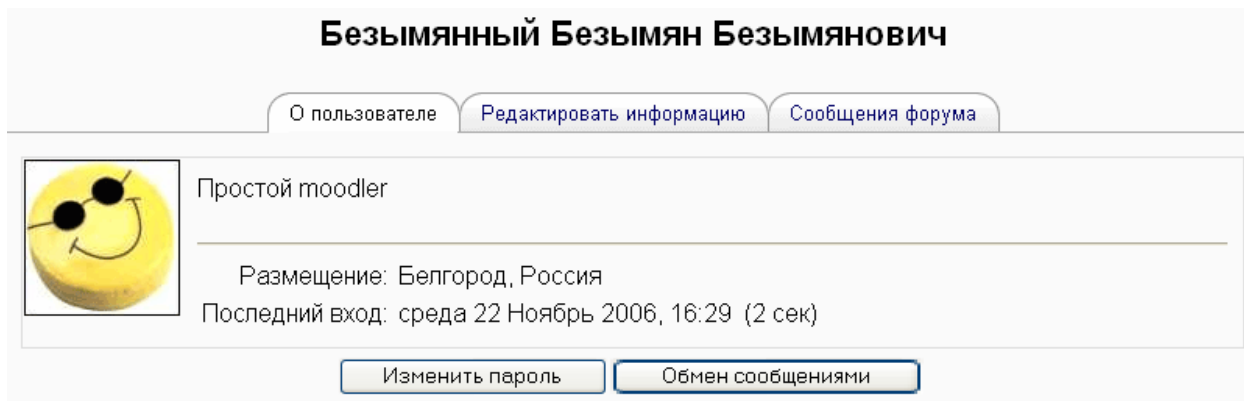 Безымянный Безымян Безымянович
О пользователе Редактировать информацию Сообщения форума
Простой moodler
Размещение: Белгород, Россия
Последний вход: среда 22 Ноябрь 2006, 16:29 (2 сек)
Изменить пароль Обмен сообщениями